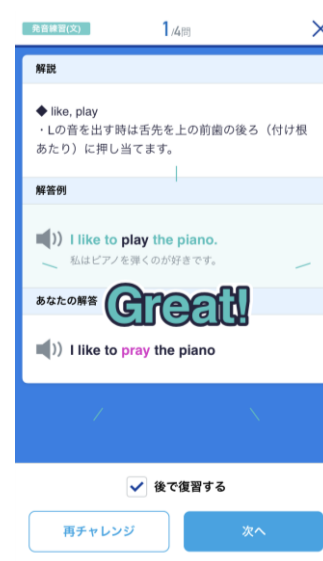 発音練習(文)
1/4問
解説
◆ like, play
・Lの音を出す時は舌先を上の前歯の後ろ（付け根
あたり）に押し当てます。
解答例
I like to play the piano.
私はピアノを弾くのが好きです。
あなたの解答
Great!
I like to pray the piano
後で復習する
再チャレンジ
次へ